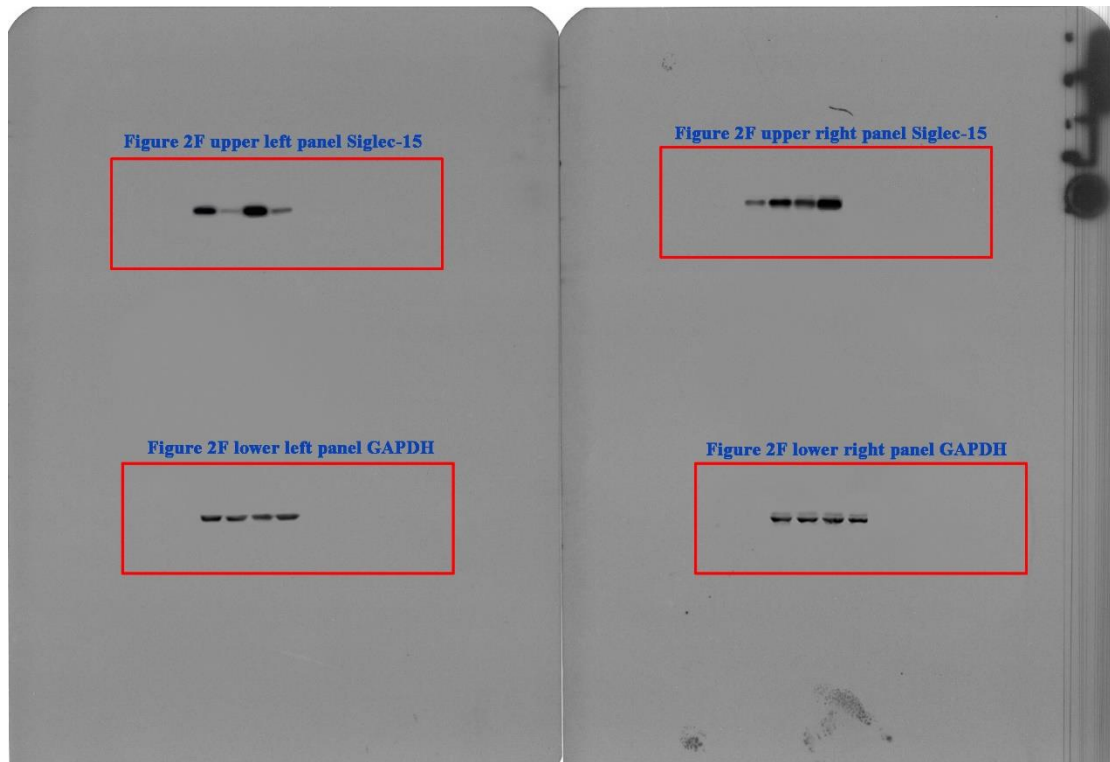 Figure 2F upper left panel Siglec-15
Figure 2F upper right panel Siglec-15
Figure 2F lower left panel GAPDH
Figure 2F lower right panel GAPDH